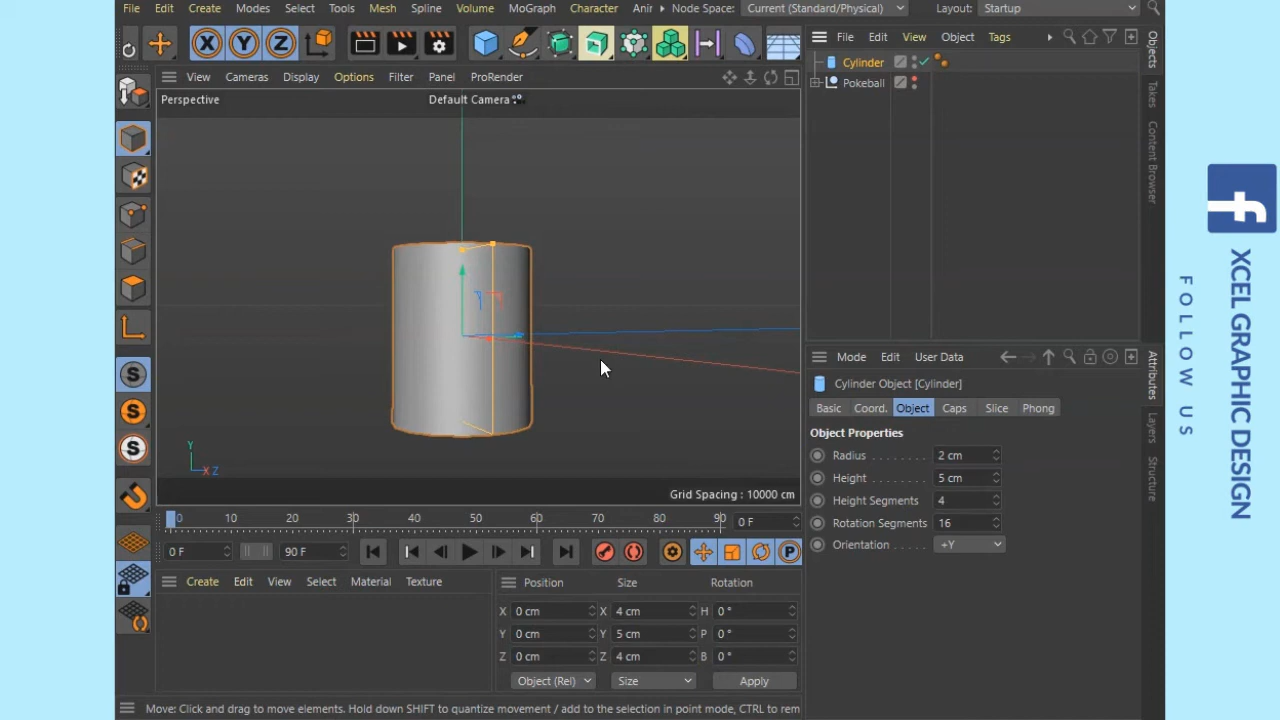 File Edit Create Modes Select Tools Mesh Spline Volume MoGraph Character Anir Node Space: Current (Standard/Physical) Layout: Startup
X Y Z
File Edit View Object Tags
View Cameras Display Options Filter Panel ProRender
Perspective
Default Camera
Cylinder
Pokeball
Objects
Takes
Content Browser
Y
X Z
Grid Spacing : 10000 cm
Mode Edit User Data
Cylinder Object [Cylinder]
Basic Coord. Object Caps Slice Phong
Object Properties
Radius . . . . . . . . 2 cm
Height . . . . . . . . 5 cm
Height Segments 4
Rotation Segments 16
Orientation . . . . . +Y
Attributes
Layers
Structure
S
S
S
0 10 20 30 40 50 60 70 80 90 0 F
0 F 90 F P
Create Edit View Select Material Texture
Position Size Rotation
X 0 cm X 4 cm H 0 °
Y 0 cm Y 5 cm P 0 °
Z 0 cm Z 4 cm B 0 °
Object (Rel) Size Apply
Move: Click and drag to move elements. Hold down SHIFT to quantize movement / add to the selection in point mode, CTRL to rem
f XCEL GRAPHIC DESIGN
FOLLOW US